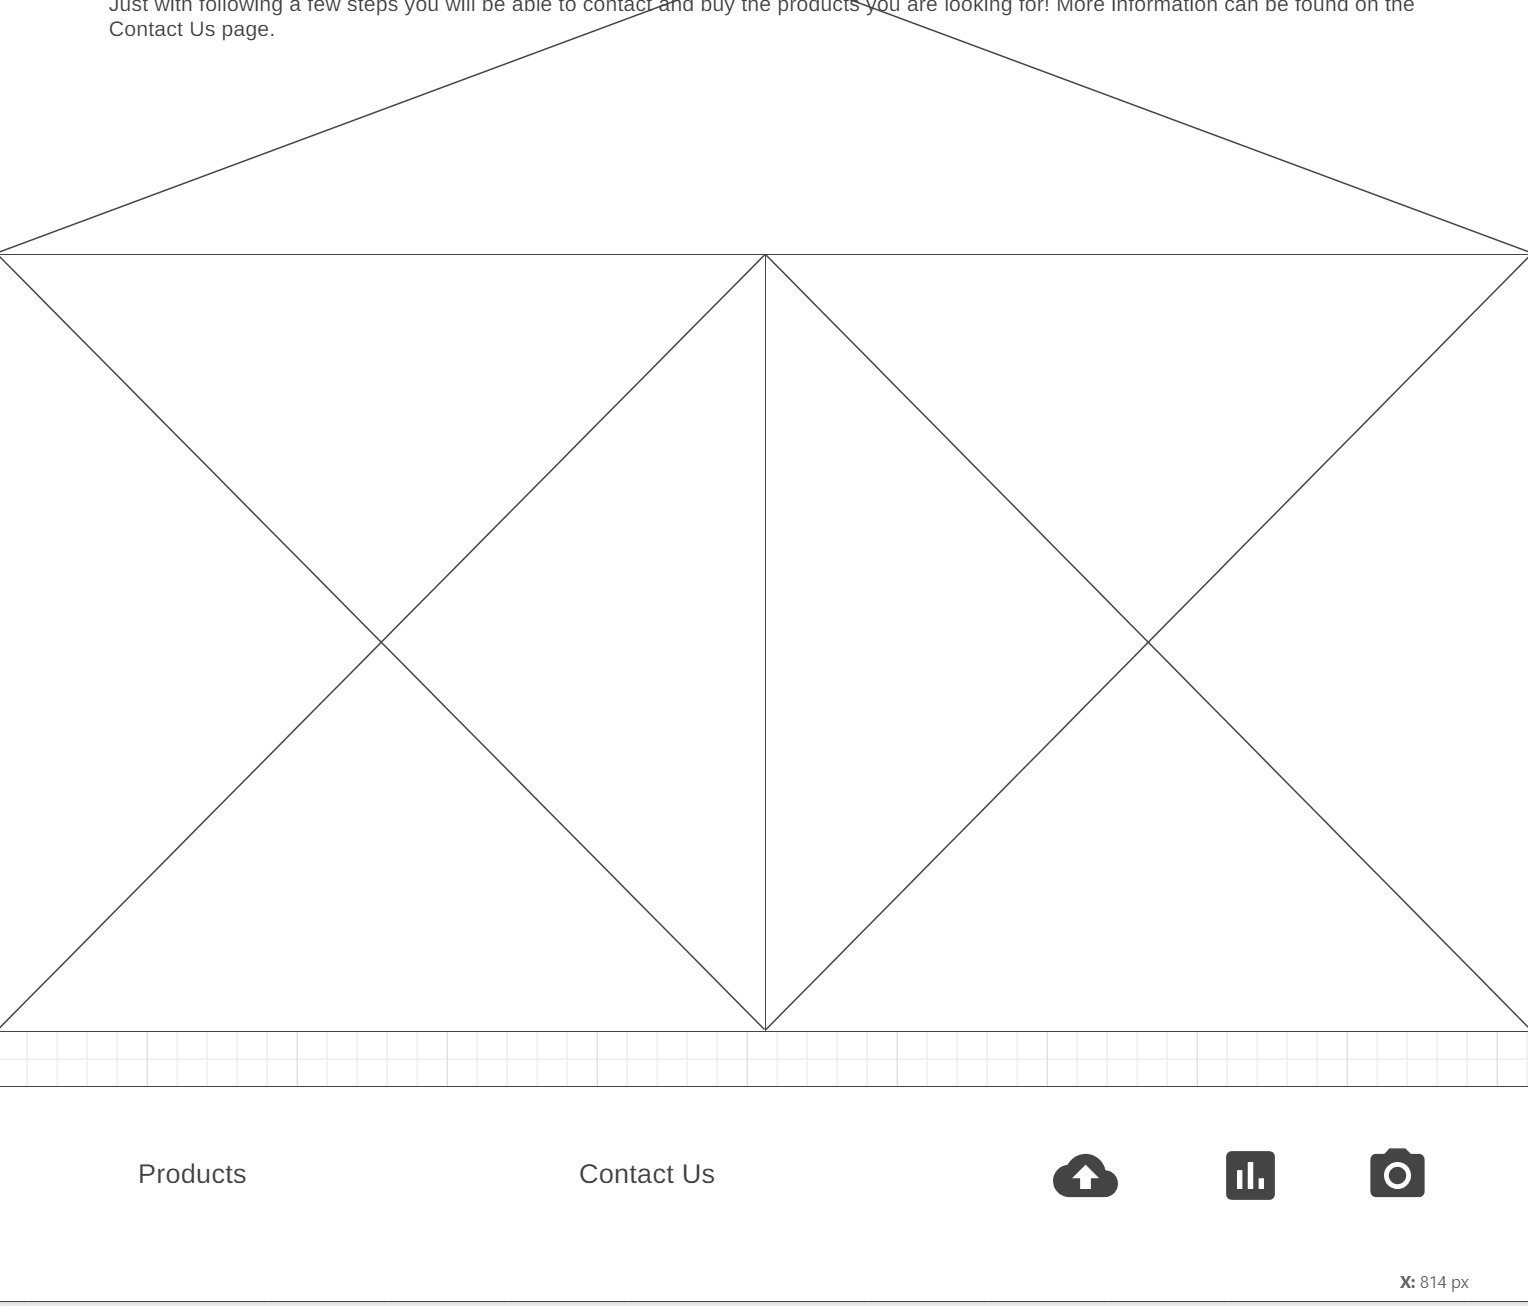 Just with following a few steps you will be able to contact and buy the products you are looking for! More information can be found on the
Contact Us page.
Products
Contact Us
X: 814 px